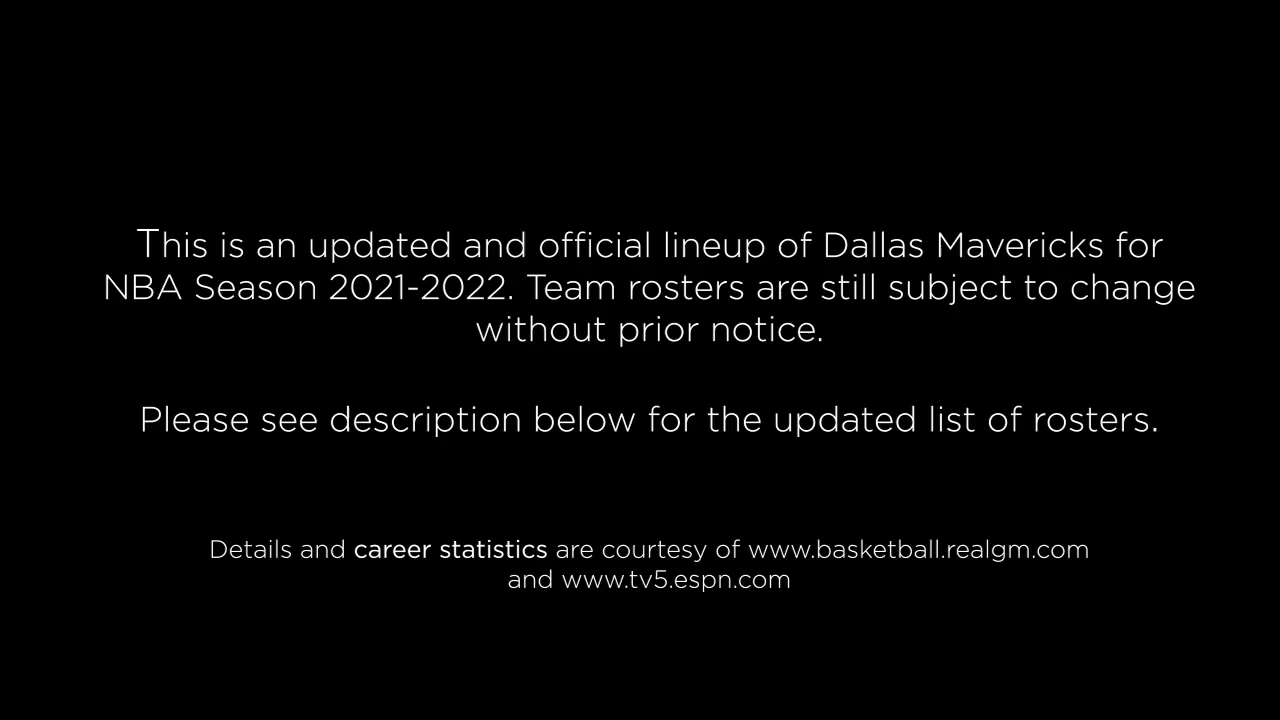 This is an updated and official lineup of Dallas Mavericks for
NBA Season 2021-2022. Team rosters are still subject to change
without prior notice.
Please see description below for the updated list of rosters.
Details and career statistics are courtesy of www.basketball.realgm.com
and www.tv5.espn.com